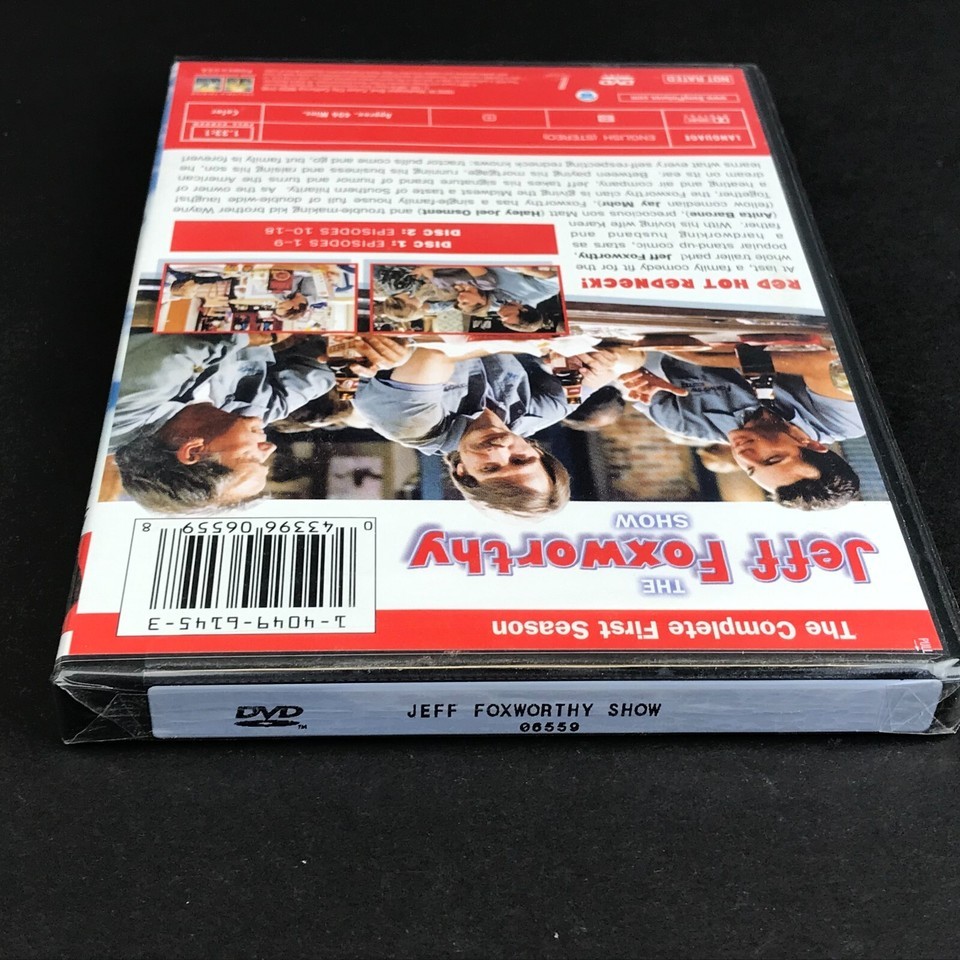 The Complete First Season
THE
Jeff Foxworthy
SHOW
1-4049-6145-3
0 43396 06559 8
RED HOT REDNECK!
At last, a family comedy fit for the
whole trailer park! Jeff Foxworthy,
popular stand-up comic, stars as
a hardworking husband and
father. With his loving wife Karen
(Anita Barone), precocious son Matt (Haley Joel Osment) and trouble-making kid brother Wayne
(fellow comedian Jay Mohr), Foxworthy has a single-family house full of double-wide laughs!
Together, the Foxworthy clan is giving the Midwest a taste of Southern hilarity. As the owner of
a heating and air company, Jeff takes his signature brand of humor and turns the American
dream on its ear. Between paying his mortgage, running his business and raising his son, he
learns what every self-respecting redneck knows: tractor pulls come and go, but family is forever!
DISC 1: EPISODES 1-9
DISC 2: EPISODES 10-18
LANGUAGE
ENGLISH (STEREO)
1.33:1
FULL SCREEN
Approx. 406 Mins.
Color
NOT RATED
DVD
DVD™
JEFF FOXWORTHY SHOW
06559